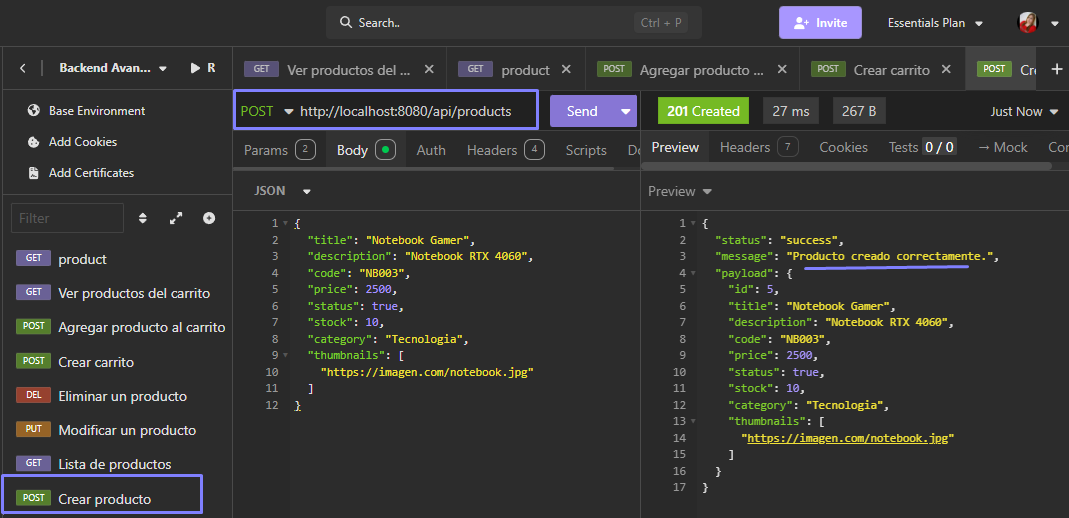 Search..
Ctrl + P
Invite
Essentials Plan
Backend Avan...
R
Base Environment
Add Cookies
Add Certificates
Filter
GET product
GET Ver productos del carrito
POST Agregar producto al carrito
POST Crear carrito
DEL Eliminar un producto
PUT Modificar un producto
GET Lista de productos
POST Crear producto
GET Ver productos del ...
GET product
POST Agregar producto ...
POST Crear carrito
POST Cre
POST http://localhost:8080/api/products
Send
Params 2 Body Auth Headers 4 Scripts Do
JSON
1 {
2 "title": "Notebook Gamer",
3 "description": "Notebook RTX 4060",
4 "code": "NB003",
5 "price": 2500,
6 "status": true,
7 "stock": 10,
8 "category": "Tecnologia",
9 "thumbnails": [
10 "https://imagen.com/notebook.jpg"
11 ]
12 }
201 Created 27 ms 267 B Just Now
Preview Headers 7 Cookies Tests 0 / 0 → Mock Con
Preview
1 {
2 "status": "success",
3 "message": "Producto creado correctamente.",
4 "payload": {
5 "id": 5,
6 "title": "Notebook Gamer",
7 "description": "Notebook RTX 4060",
8 "code": "NB003",
9 "price": 2500,
10 "status": true,
11 "stock": 10,
12 "category": "Tecnologia",
13 "thumbnails": [
14 "https://imagen.com/notebook.jpg"
15 ]
16 }
17 }